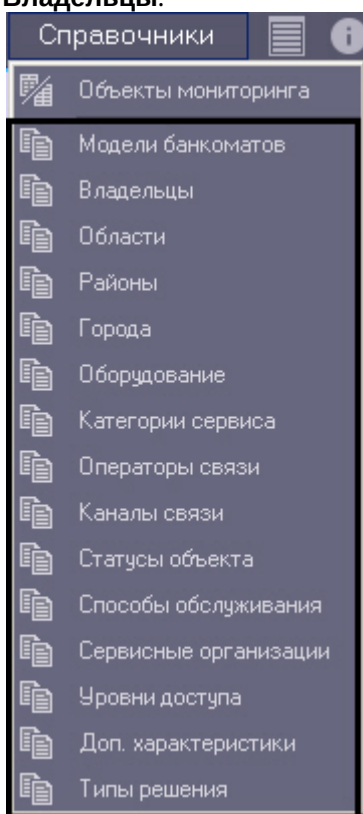 Владельцы.
Справочники
Объекты мониторинга
Модели банкоматов
Владельцы
Области
Районы
Города
Оборудование
Категории сервиса
Операторы связи
Каналы связи
Статусы объекта
Способы обслуживания
Сервисные организации
Уровни доступа
Доп. характеристики
Типы решения